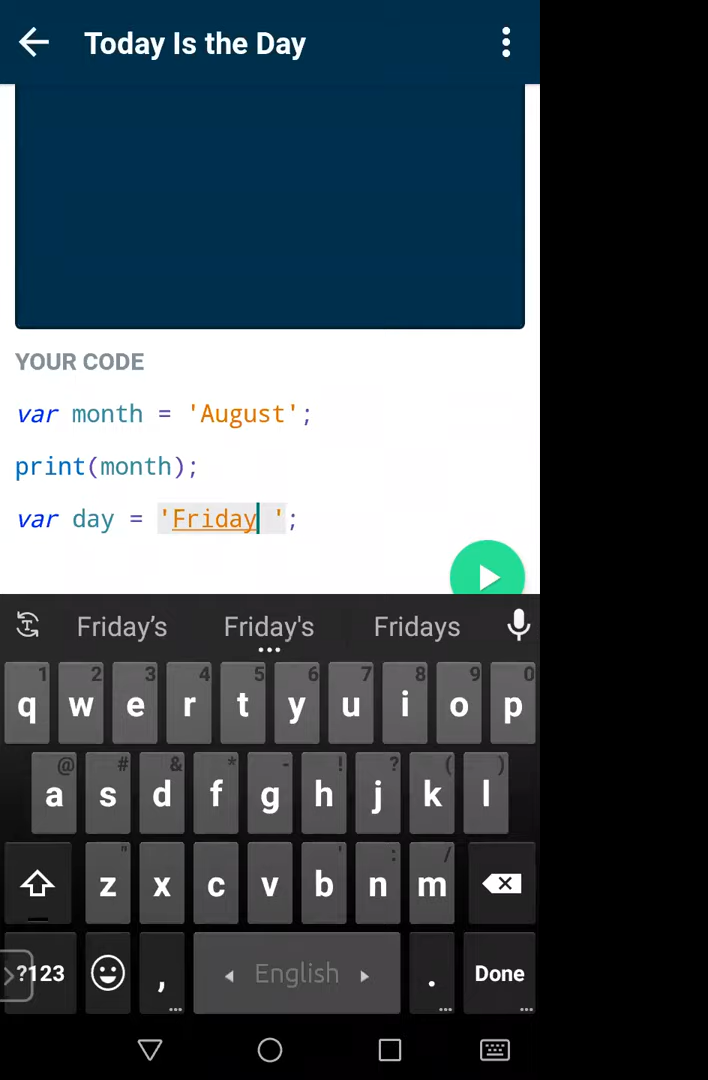 Today Is the Day
YOUR CODE
var month = 'August';
print(month);
var day = 'Friday ';
Friday’s Friday's Fridays
1 2 3 4 5 6 7 8 9 0
q w e r t y u i o p
@ # & * - ! ? ( )
a s d f g h j k l
" ' : /
z x c v b n m
?123 , English . Done